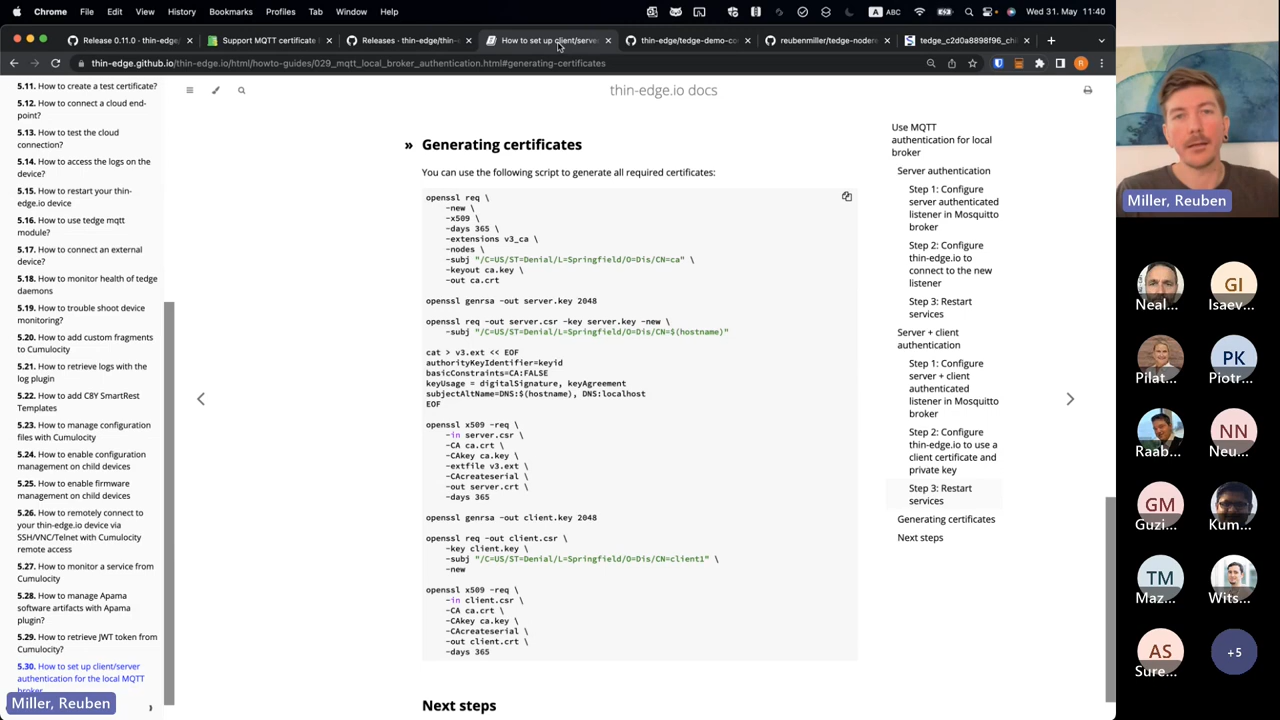 Chrome File Edit View History Bookmarks Profiles Tab Window Help
ABC Wed 31. May 11:40
Release 0.11.0 · thin-edge/
Support MQTT certificate
Releases · thin-edge/thin-
How to set up client/server
thin-edge/tedge-demo-co
reubenmiller/tedge-nodere
tedge_c2d0a8898f96_chi
thin-edge.github.io/thin-edge.io/html/howto-guides/029_mqtt_local_broker_authentication.html#generating-certificates
5.11. How to create a test certificate?
5.12. How to connect a cloud end-
point?
5.13. How to test the cloud
connection?
5.14. How to access the logs on the
device?
5.15. How to restart your thin-
edge.io device
5.16. How to use tedge mqtt
module?
5.17. How to connect an external
device?
5.18. How to monitor health of tedge
daemons
5.19. How to trouble shoot device
monitoring?
5.20. How to add custom fragments
to Cumulocity
5.21. How to retrieve logs with the
log plugin
5.22. How to add C8Y SmartRest
Templates
5.23. How to manage configuration
files with Cumulocity
5.24. How to enable configuration
management on child devices
5.25. How to enable firmware
management on child devices
5.26. How to remotely connect to
your thin-edge.io device via
SSH/VNC/Telnet with Cumulocity
remote access
5.27. How to monitor a service from
Cumulocity
5.28. How to manage Apama
software artifacts with Apama
plugin?
5.29. How to retrieve JWT token from
Cumulocity?
5.30. How to set up client/server
authentication for the local MQTT
broker
Miller, Reuben
thin-edge.io docs
» Generating certificates
You can use the following script to generate all required certificates:
openssl req \
-new \
-x509 \
-days 365 \
-extensions v3_ca \
-nodes \
-subj "/C=US/ST=Denial/L=Springfield/O=Dis/CN=ca" \
-keyout ca.key \
-out ca.crt
openssl genrsa -out server.key 2048
openssl req -out server.csr -key server.key -new \
-subj "/C=US/ST=Denial/L=Springfield/O=Dis/CN=$(hostname)"
cat > v3.ext << EOF
authorityKeyIdentifier=keyid
basicConstraints=CA:FALSE
keyUsage = digitalSignature, keyAgreement
subjectAltName=DNS:$(hostname), DNS:localhost
EOF
openssl x509 -req \
-in server.csr \
-CA ca.crt \
-CAkey ca.key \
-extfile v3.ext \
-CAcreateserial \
-out server.crt \
-days 365
openssl genrsa -out client.key 2048
openssl req -out client.csr \
-key client.key \
-subj "/C=US/ST=Denial/L=Springfield/O=Dis/CN=client1" \
-new
openssl x509 -req \
-in client.csr \
-CA ca.crt \
-CAkey ca.key \
-CAcreateserial \
-out client.crt \
-days 365
Next steps
Use MQTT
authentication for local
broker
Server authentication
Step 1: Configure
server authenticated
listener in Mosquitto
broker
Step 2: Configure
thin-edge.io to
connect to the new
listener
Step 3: Restart
services
Server + client
authentication
Step 1: Configure
server + client
authenticated
listener in Mosquitto
broker
Step 2: Configure
thin-edge.io to use a
client certificate and
private key
Step 3: Restart
services
Generating certificates
Next steps
Miller, Reuben
Neal...
GI
Isaev...
Pilat...
PK
Piotr...
Raab...
NN
Neu...
GM
Guzi...
Kum...
TM
Maz...
Wits...
AS
Sure...
+5